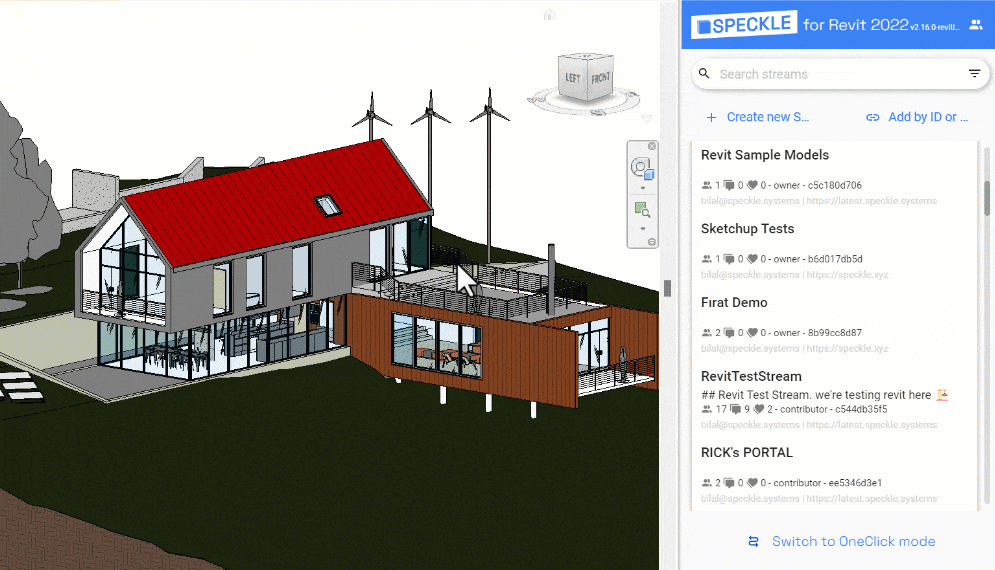 SPECKLE for Revit 2022 v2.16.0-revit...
Search streams
Create new S...
Add by ID or ...
LEFT
FRONT
Revit Sample Models
1 0 0 - owner - c5c180d706
bilal@speckle.systems | https://latest.speckle.systems
Sketchup Tests
1 0 0 - owner - b6d017db5d
bilal@speckle.systems | https://speckle.xyz
Fırat Demo
2 0 0 - owner - 8b99cc8d87
bilal@speckle.systems | https://speckle.xyz
RevitTestStream
## Revit Test Stream. we're testing revit here
17 9 2 - contributor - c544db35f5
bilal@speckle.systems | https://latest.speckle.systems
RICK's PORTAL
2 0 0 - contributor - ee5346d3e1
bilal@speckle.systems | https://latest.speckle.systems
Switch to OneClick mode